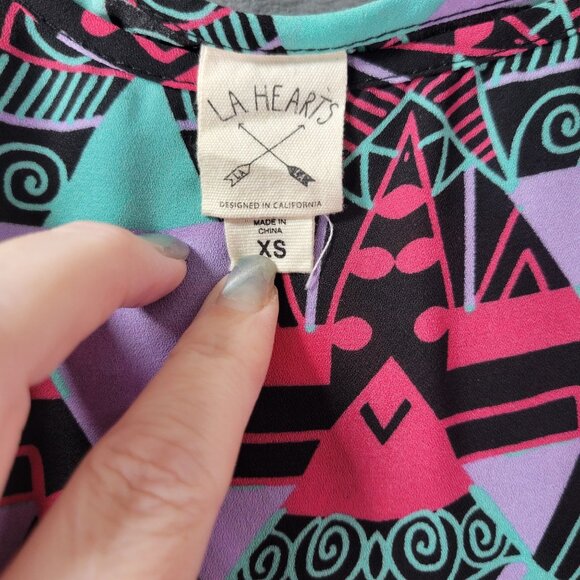 LA HEARTS
LA LA
DESIGNED IN CALIFORNIA
MADE IN
CHINA
XS